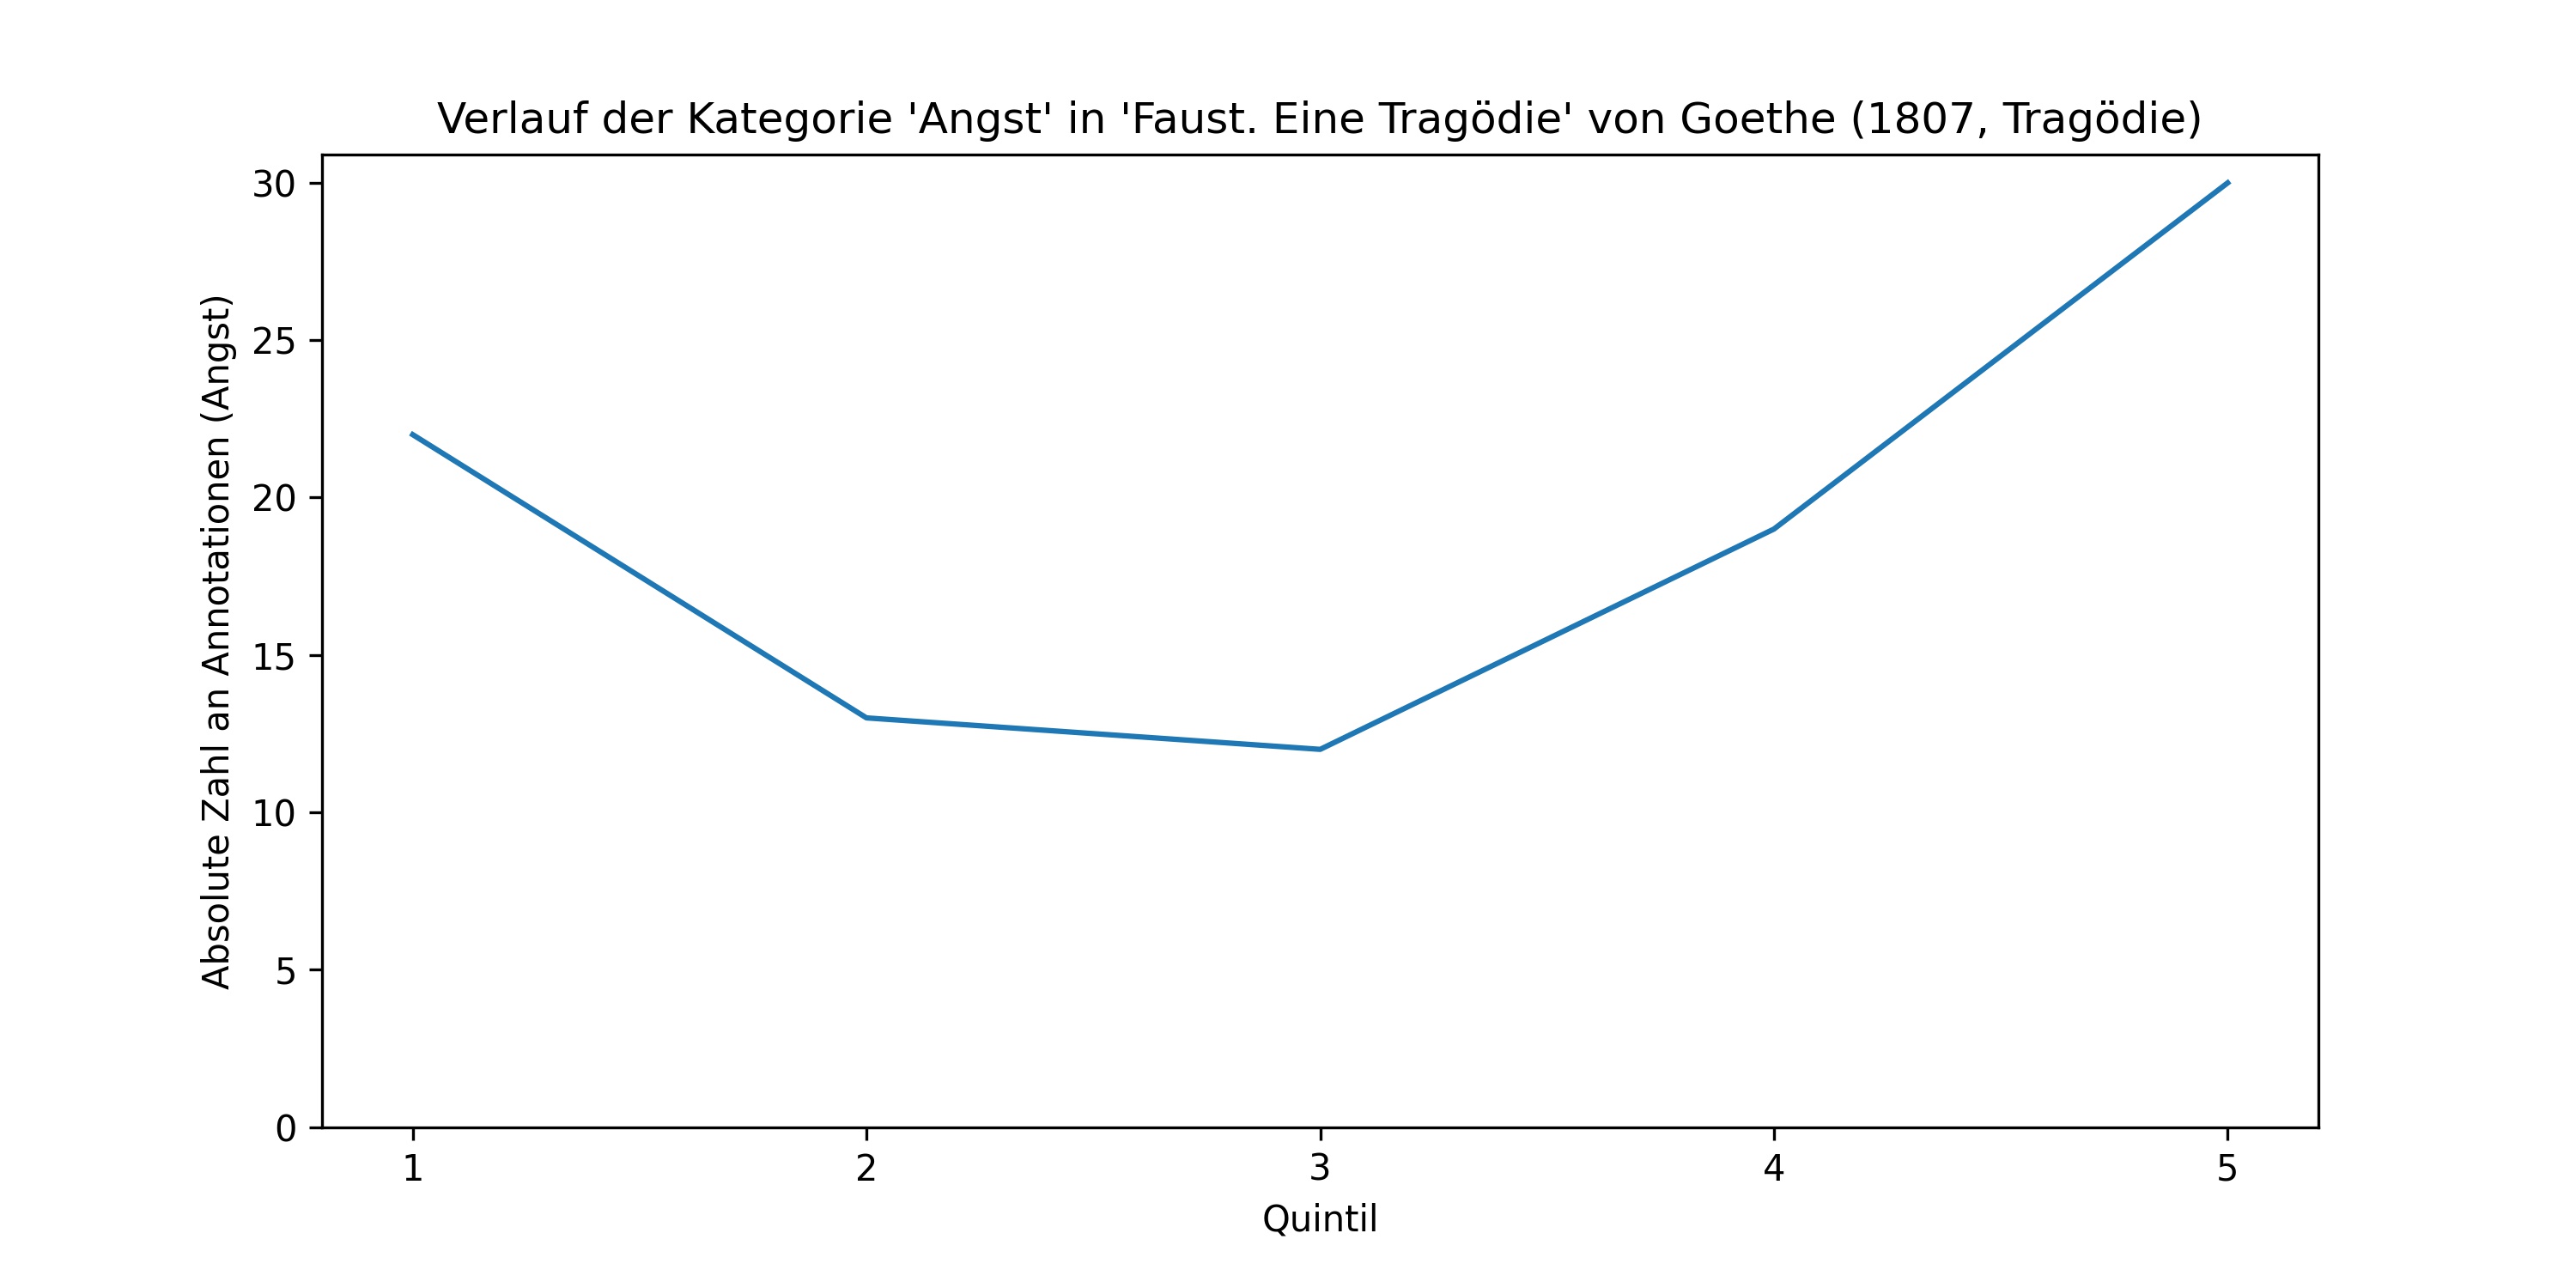 Verlauf der Kategorie 'Angst' in 'Faust. Eine Tragödie' von Goethe (1807, Tragödie)
Absolute Zahl an Annotationen (Angst)
30
25
20
15
10
5
0
1 2 3 4 5
Quintil